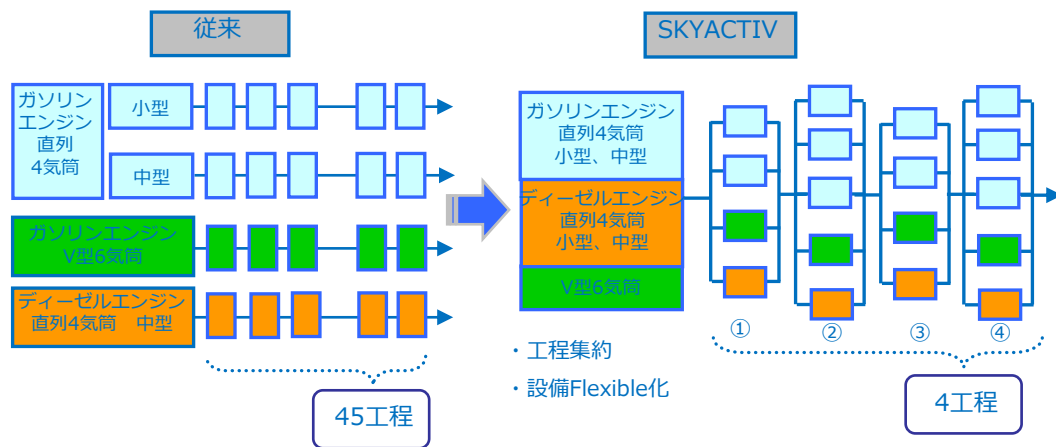 従来
SKYACTIV
ガソリン
エンジン
直列
4気筒
小型
中型
ガソリンエンジン
V型6気筒
ディーゼルエンジン
直列4気筒 中型
45工程
ガソリンエンジン
直列4気筒
小型、中型
ディーゼルエンジン
直列4気筒
小型、中型
V型6気筒
① ② ③ ④
・工程集約
・設備Flexible化
4工程